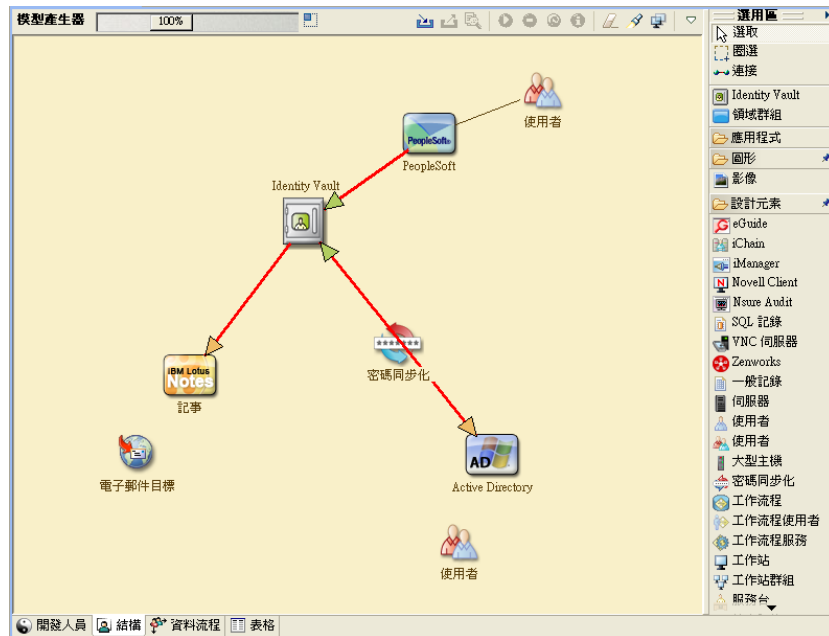 模型產生器
100%
選用區
選取
圈選
連接
Identity Vault
領域群組
應用程式
圖形
影像
設計元素
eGuide
iChain
iManager
Novell Client
Nsure Audit
SQL 記錄
VNC 伺服器
Zenworks
一般記錄
伺服器
使用者
使用者
大型主機
密碼同步化
工作流程
工作流程使用者
工作流程服務
工作站
工作站群組
服務台
使用者
PeopleSoft
PeopleSoft
Identity Vault
*******
密碼同步化
IBM Lotus
Notes
記事
電子郵件目標
AD
Active Directory
使用者
開發人員
結構
資料流程
表格